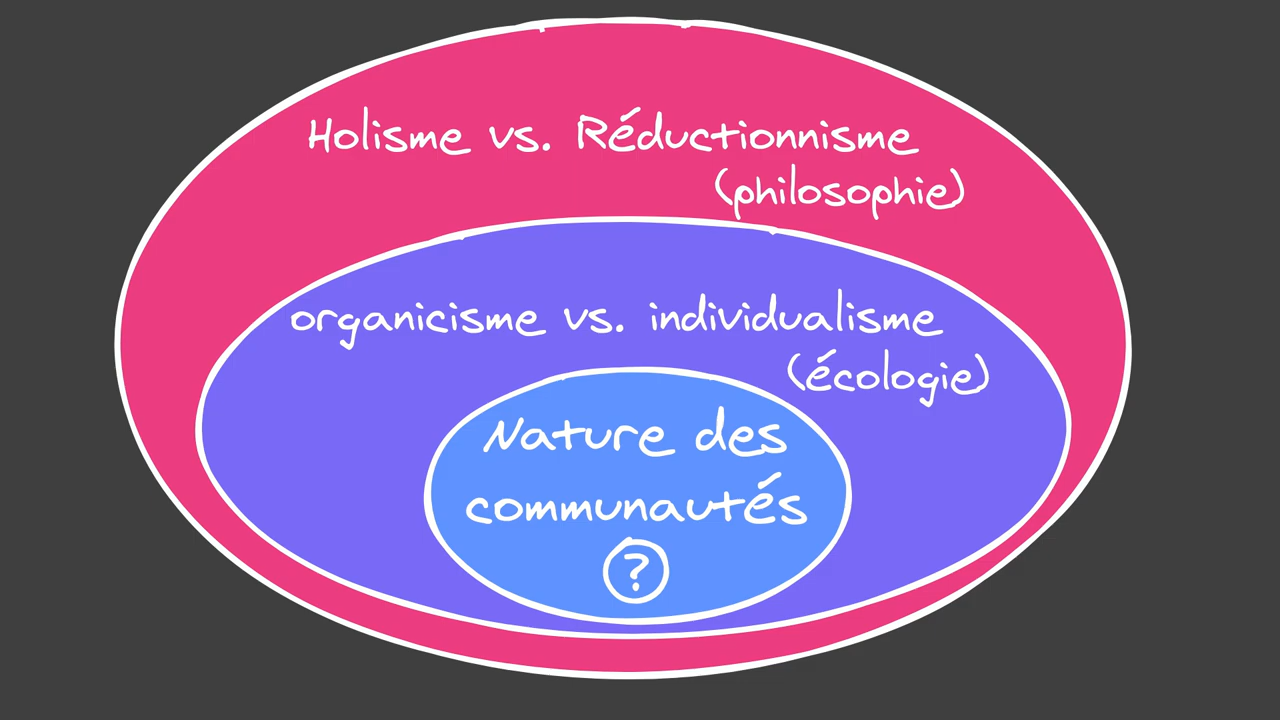 Holisme vs. Réductionnisme
(philosophie)
organicisme vs. individualisme
(écologie)
Nature des
communautés
?